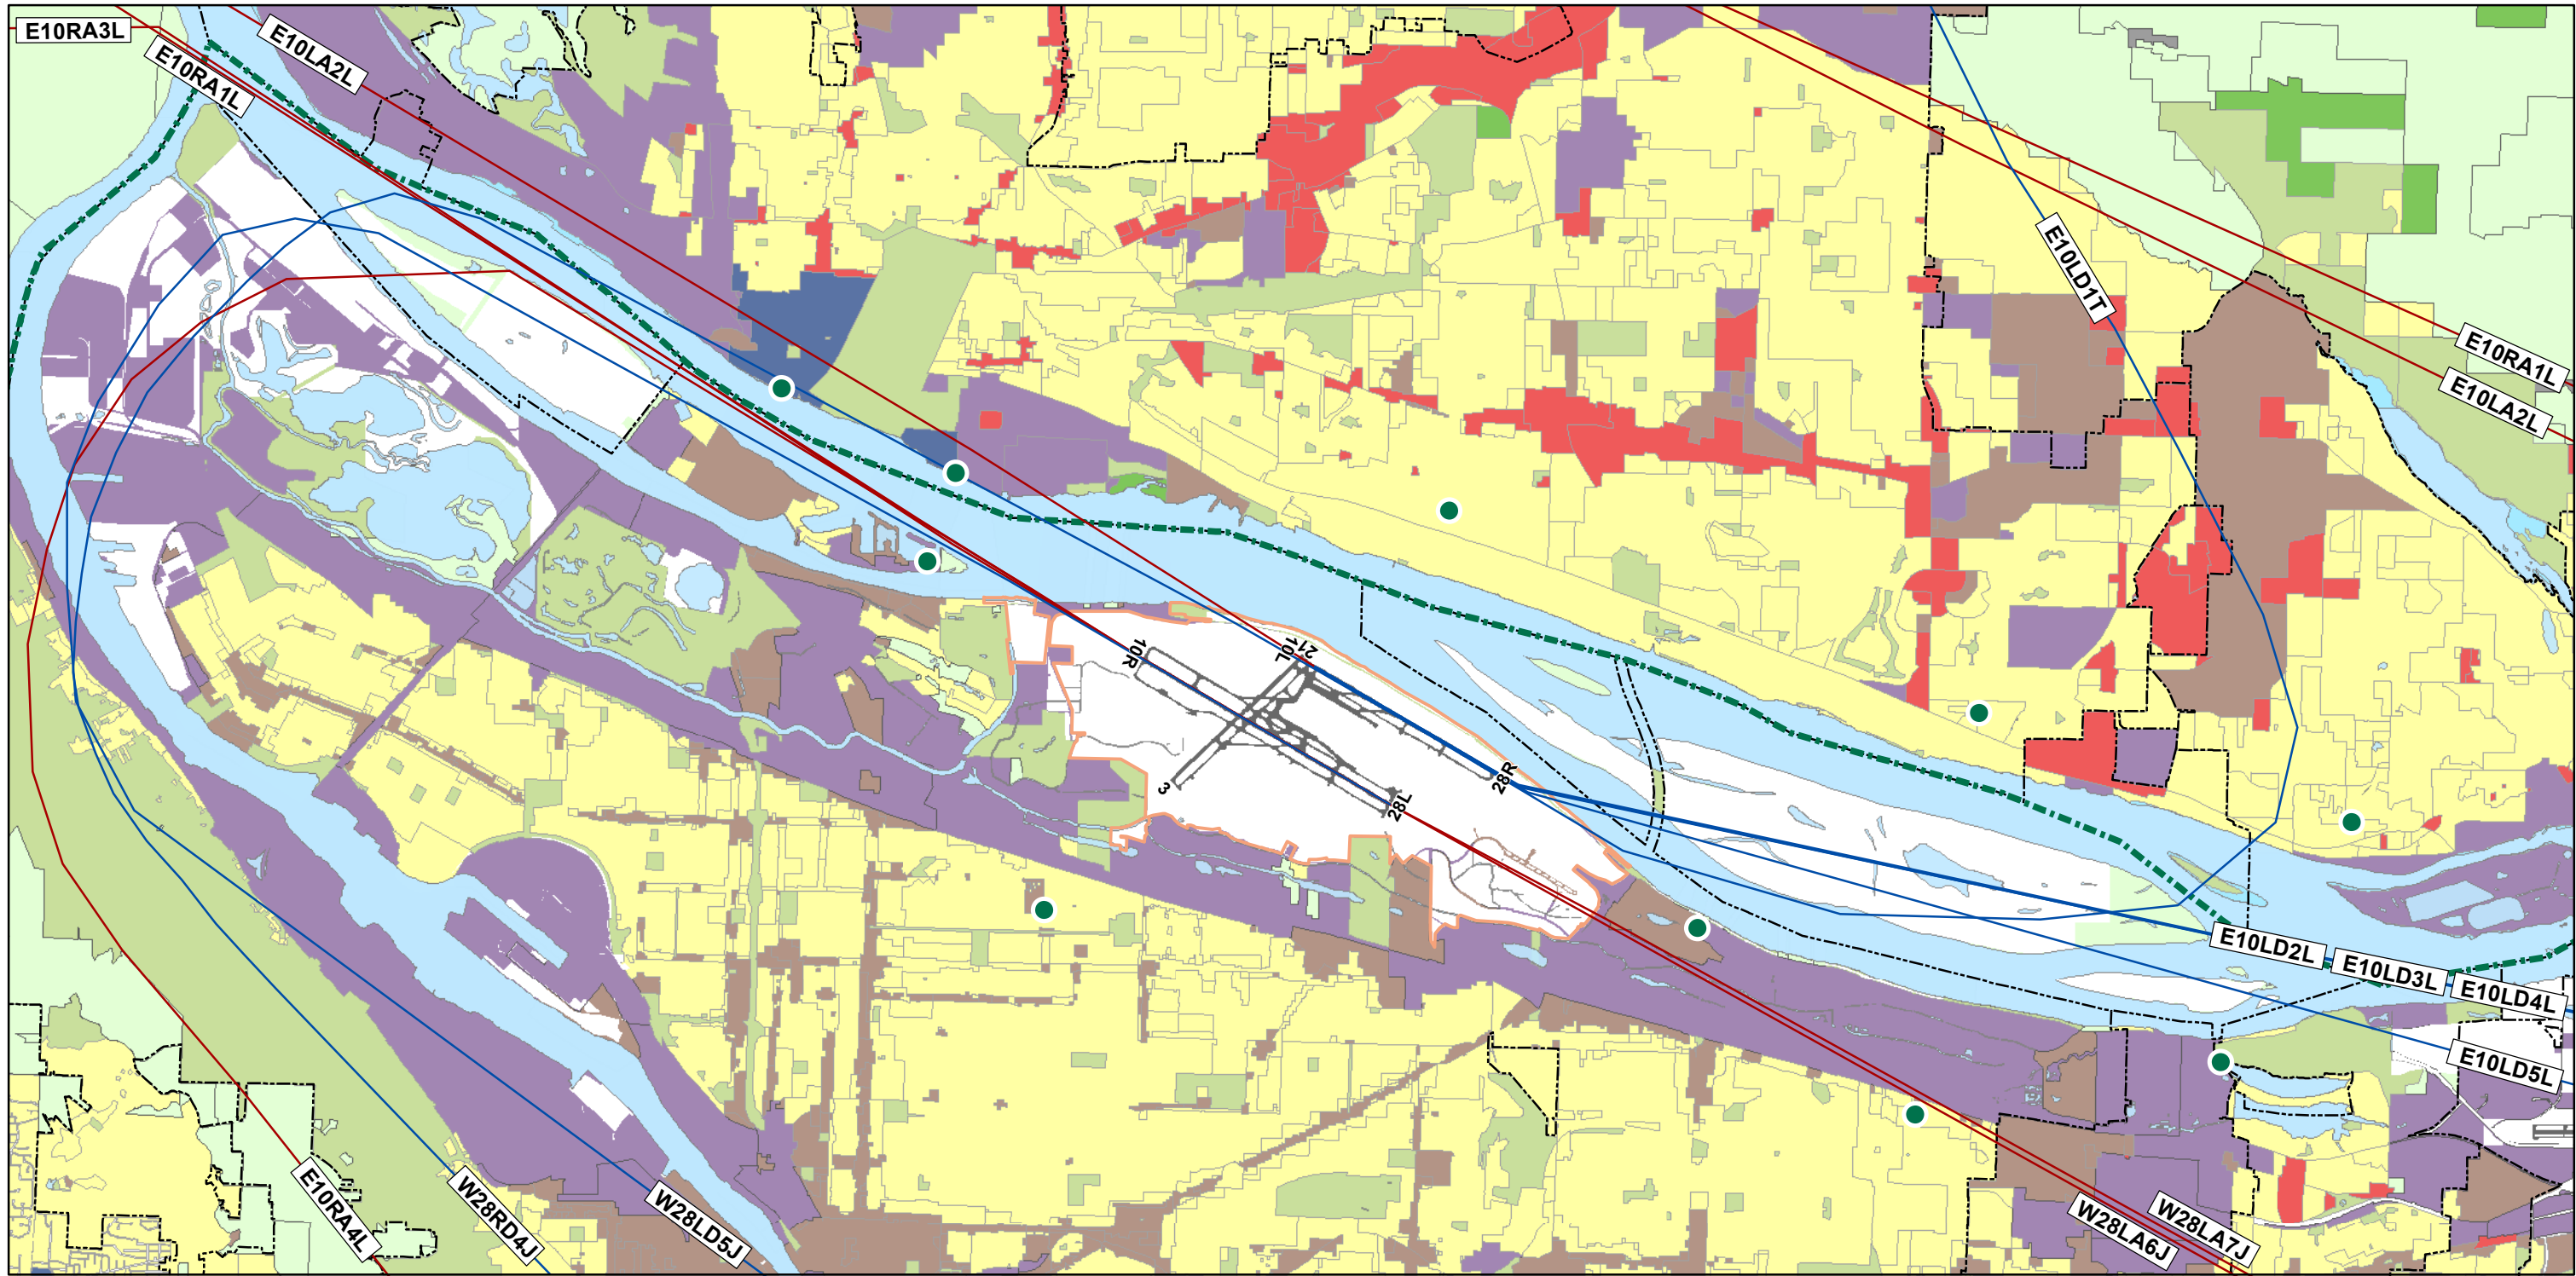 E10RA3L
E10RA1L
E10LA2L
E10LD1T
E10RA1L
E10LA2L
10R
10L
21
3
28L
28R
E10LD2L
E10LD3L
E10LD4L
E10LD5L
E10RA4L
W28RD4J
W28LD5J
W28LA6J
W28LA7J